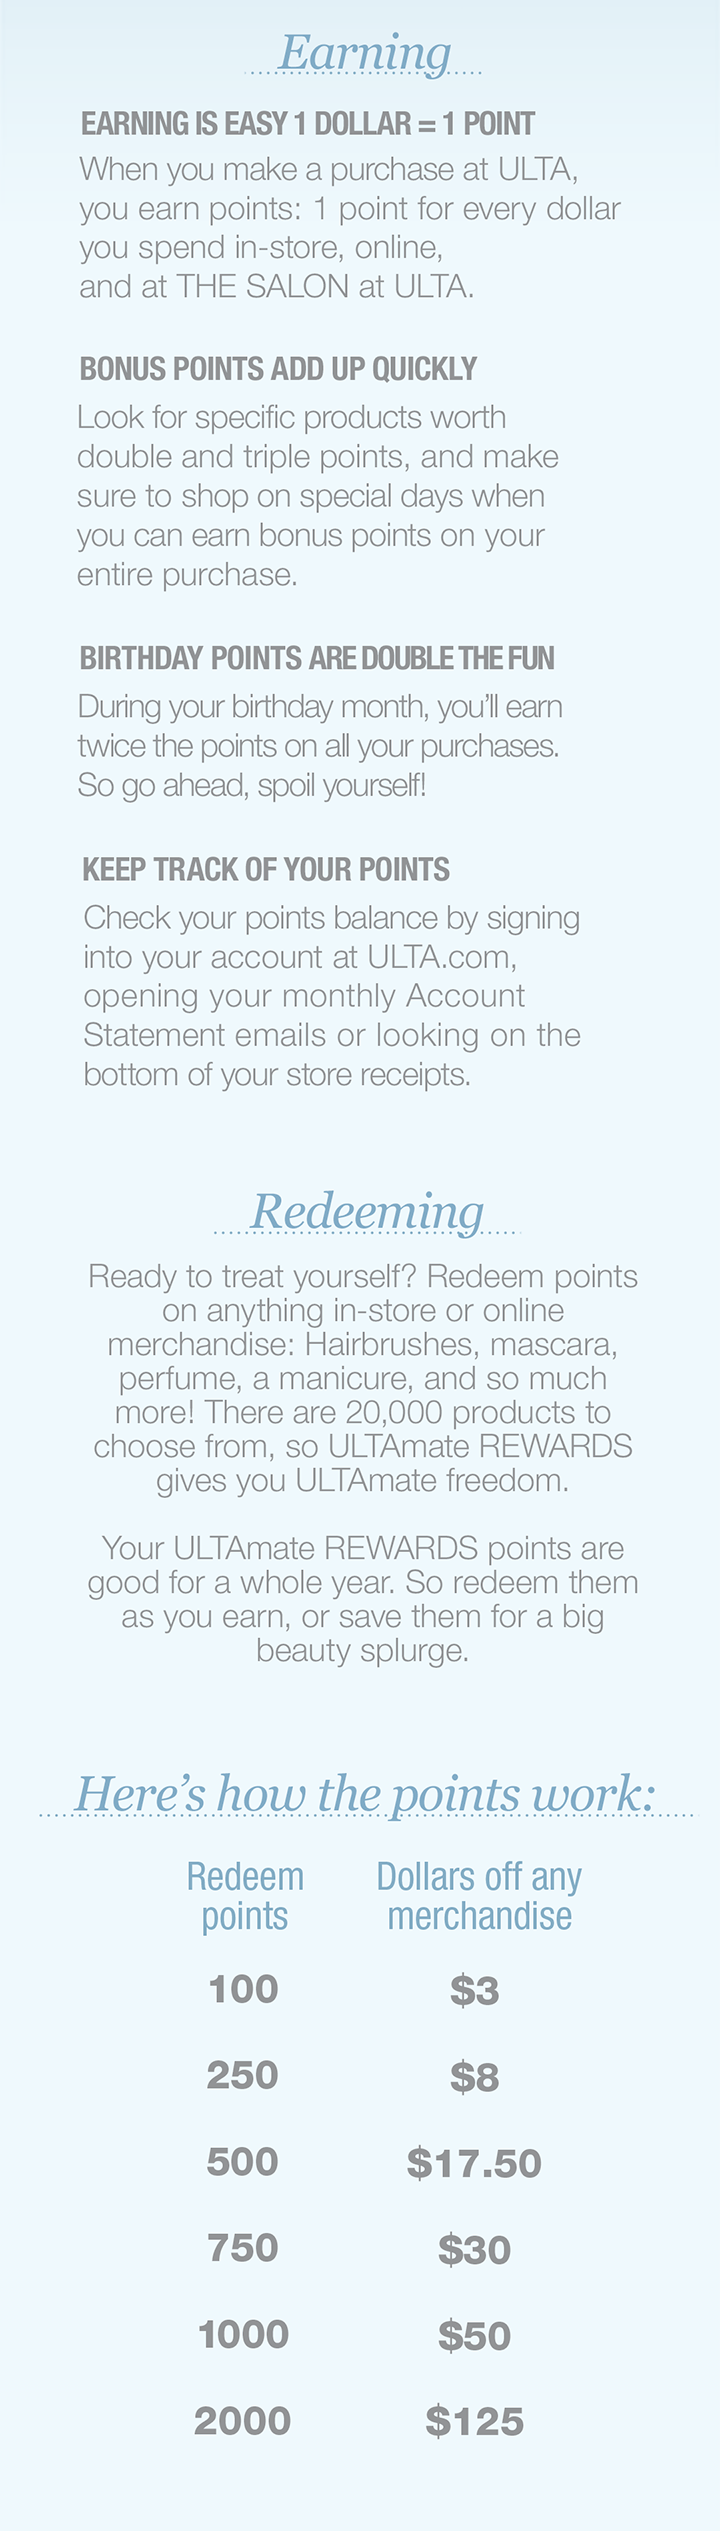 Earning
EARNING IS EASY 1 DOLLAR = 1 POINT
When you make a purchase at ULTA,
you earn points: 1 point for every dollar
you spend in-store, online,
and at THE SALON at ULTA.
BONUS POINTS ADD UP QUICKLY
Look for specific products worth
double and triple points, and make
sure to shop on special days when
you can earn bonus points on your
entire purchase.
BIRTHDAY POINTS ARE DOUBLE THE FUN
During your birthday month, you'll earn
twice the points on all your purchases.
So go ahead, spoil yourself!
KEEP TRACK OF YOUR POINTS
Check your points balance by signing
into your account at ULTA.com,
opening your monthly Account
Statement emails or looking on the
bottom of your store receipts.
Redeeming
Ready to treat yourself? Redeem points
on anything in-store or online
merchandise: Hairbrushes, mascara,
perfume, a manicure, and so much
more! There are 20,000 products to
choose from, so ULTAmate REWARDS
gives you ULTAmate freedom.
Your ULTAmate REWARDS points are
good for a whole year. So redeem them
as you earn, or save them for a big
beauty splurge.
Here's how the points work:
Redeem Dollars off any
points merchandise
100 $3
250 $8
500 $17.50
750 $30
1000 $50
2000 $125